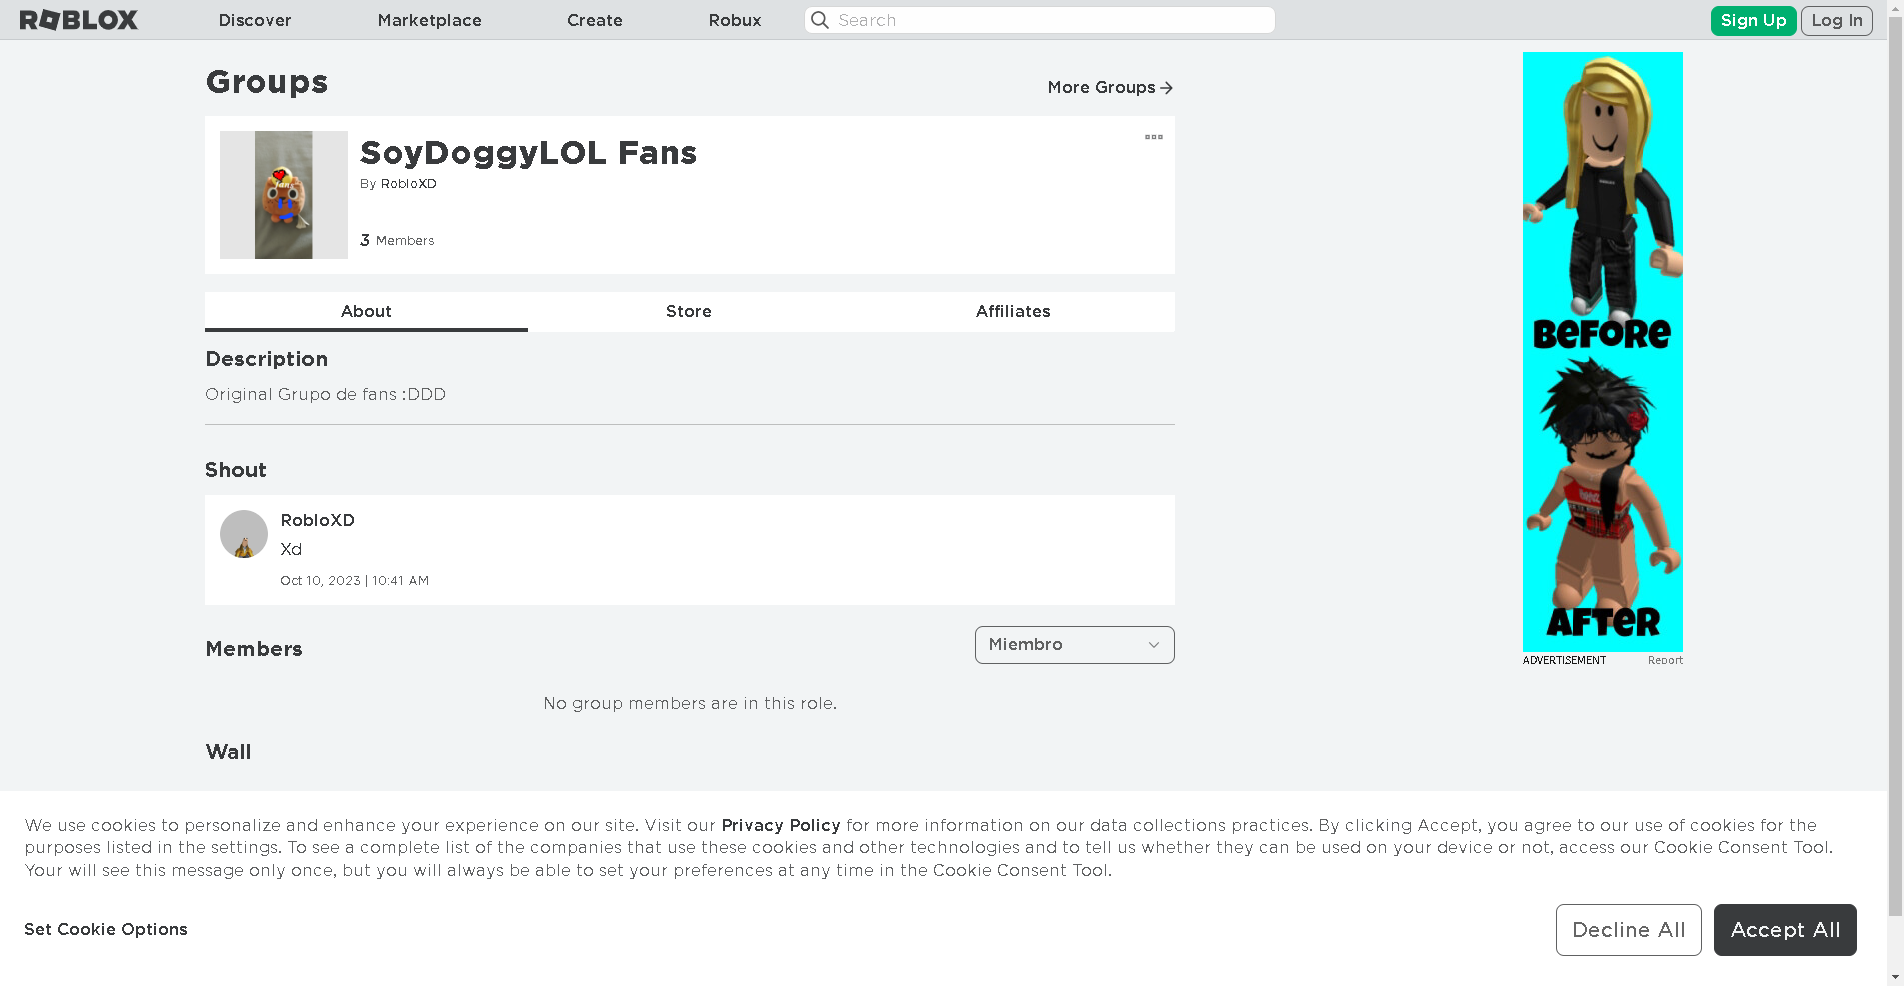 ROBLOX
Discover
Marketplace
Create
Robux
Search
Sign Up
Log In
Groups
More Groups
SoyDoggyLOL Fans
By RobloXD
fans
3 Members
About
Store
Affiliates
Description
Original Grupo de fans :DDD
Shout
RobloXD
Xd
Oct 10, 2023 | 10:41 AM
Members
Miembro
No group members are in this role.
Wall
BEFORE
AFTER
ADVERTISEMENT
Report
We use cookies to personalize and enhance your experience on our site. Visit our Privacy Policy for more information on our data collections practices. By clicking Accept, you agree to our use of cookies for the
purposes listed in the settings. To see a complete list of the companies that use these cookies and other technologies and to tell us whether they can be used on your device or not, access our Cookie Consent Tool.
Your will see this message only once, but you will always be able to set your preferences at any time in the Cookie Consent Tool.
Set Cookie Options
Decline All
Accept All